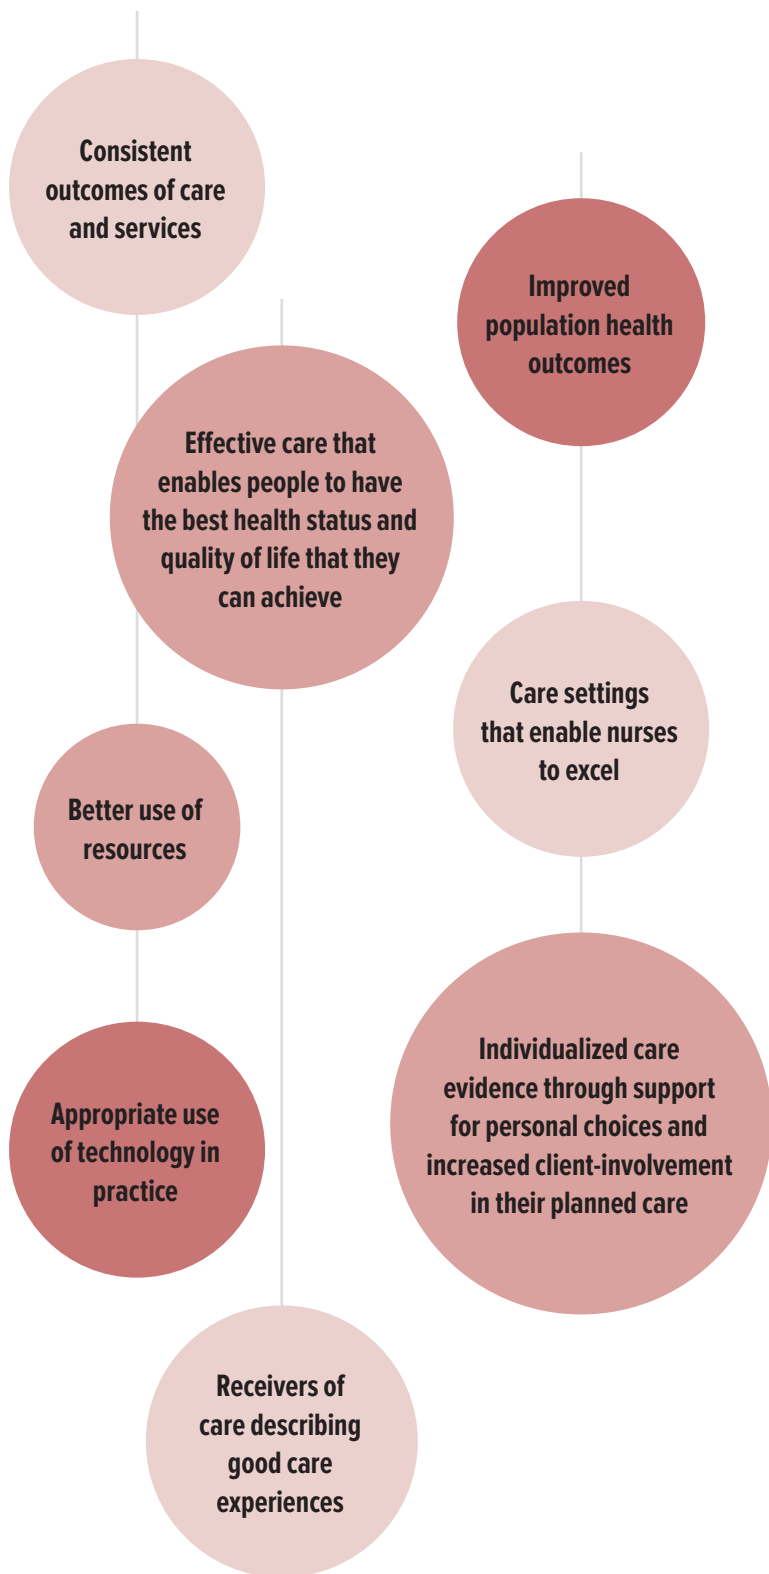 Consistent
outcomes of care
and services
Improved
population health
outcomes
Effective care that
enables people to have
the best health status and
quality of life that they
can achieve
Care settings
that enable nurses
to excel
Better use of
resources
Individualized care
evidence through support
for personal choices and
increased client-involvement
in their planned care
Appropriate use
of technology in
practice
Receivers of
care describing
good care
experiences